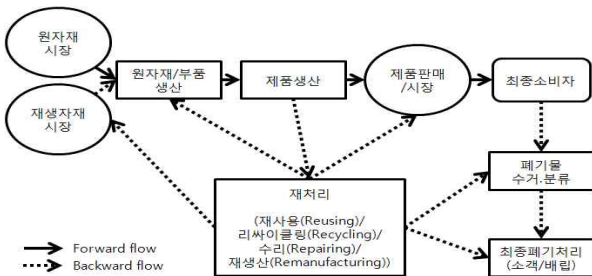 원자재
시장
재생자재
시장
원자재/부품
생산
제품생산
제품판매
/시장
최종소비자
폐기물
수거.분류
재처리
(재사용(Reusing)/
리싸이클링(Recycling)/
수리(Repairing)/
재생산(Remanufacturing))
최종폐기처리
(소객/배립)
Forward flow
Backward flow